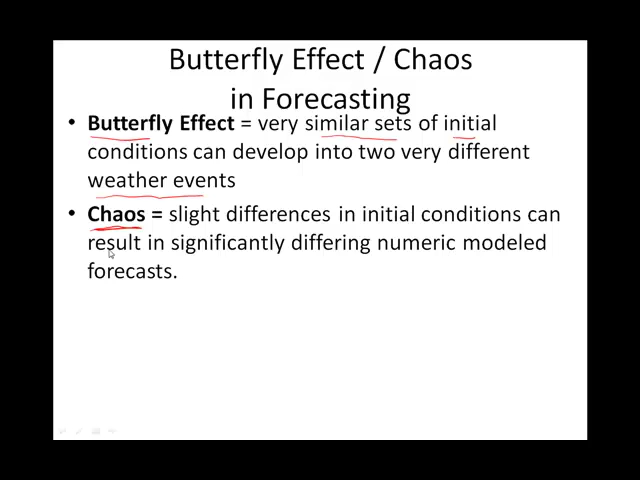 Butterfly Effect / Chaos
in Forecasting
• Butterfly Effect = very similar sets of initial
conditions can develop into two very different
weather events
• Chaos = slight differences in initial conditions can
result in significantly differing numeric modeled
forecasts.